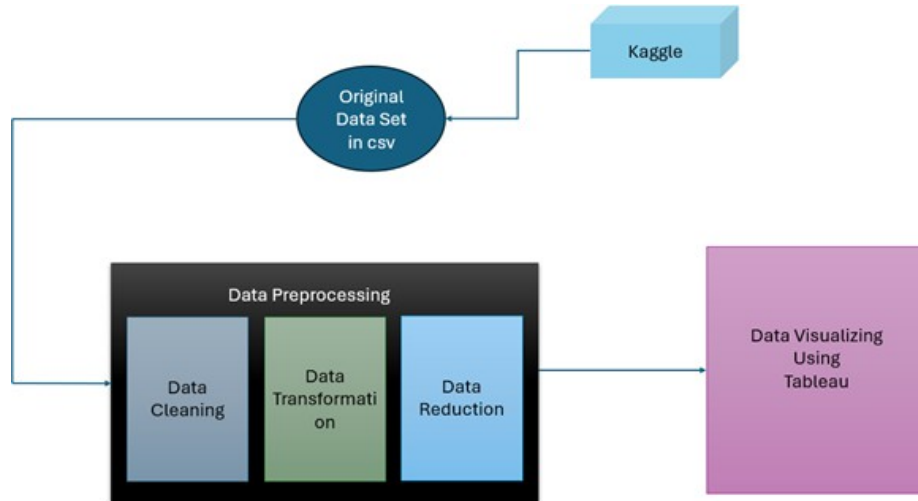 Kaggle
Original
Data Set
in csv
Data Preprocessing
Data
Cleaning
Data
Transformati
on
Data
Reduction
Data Visualizing
Using
Tableau